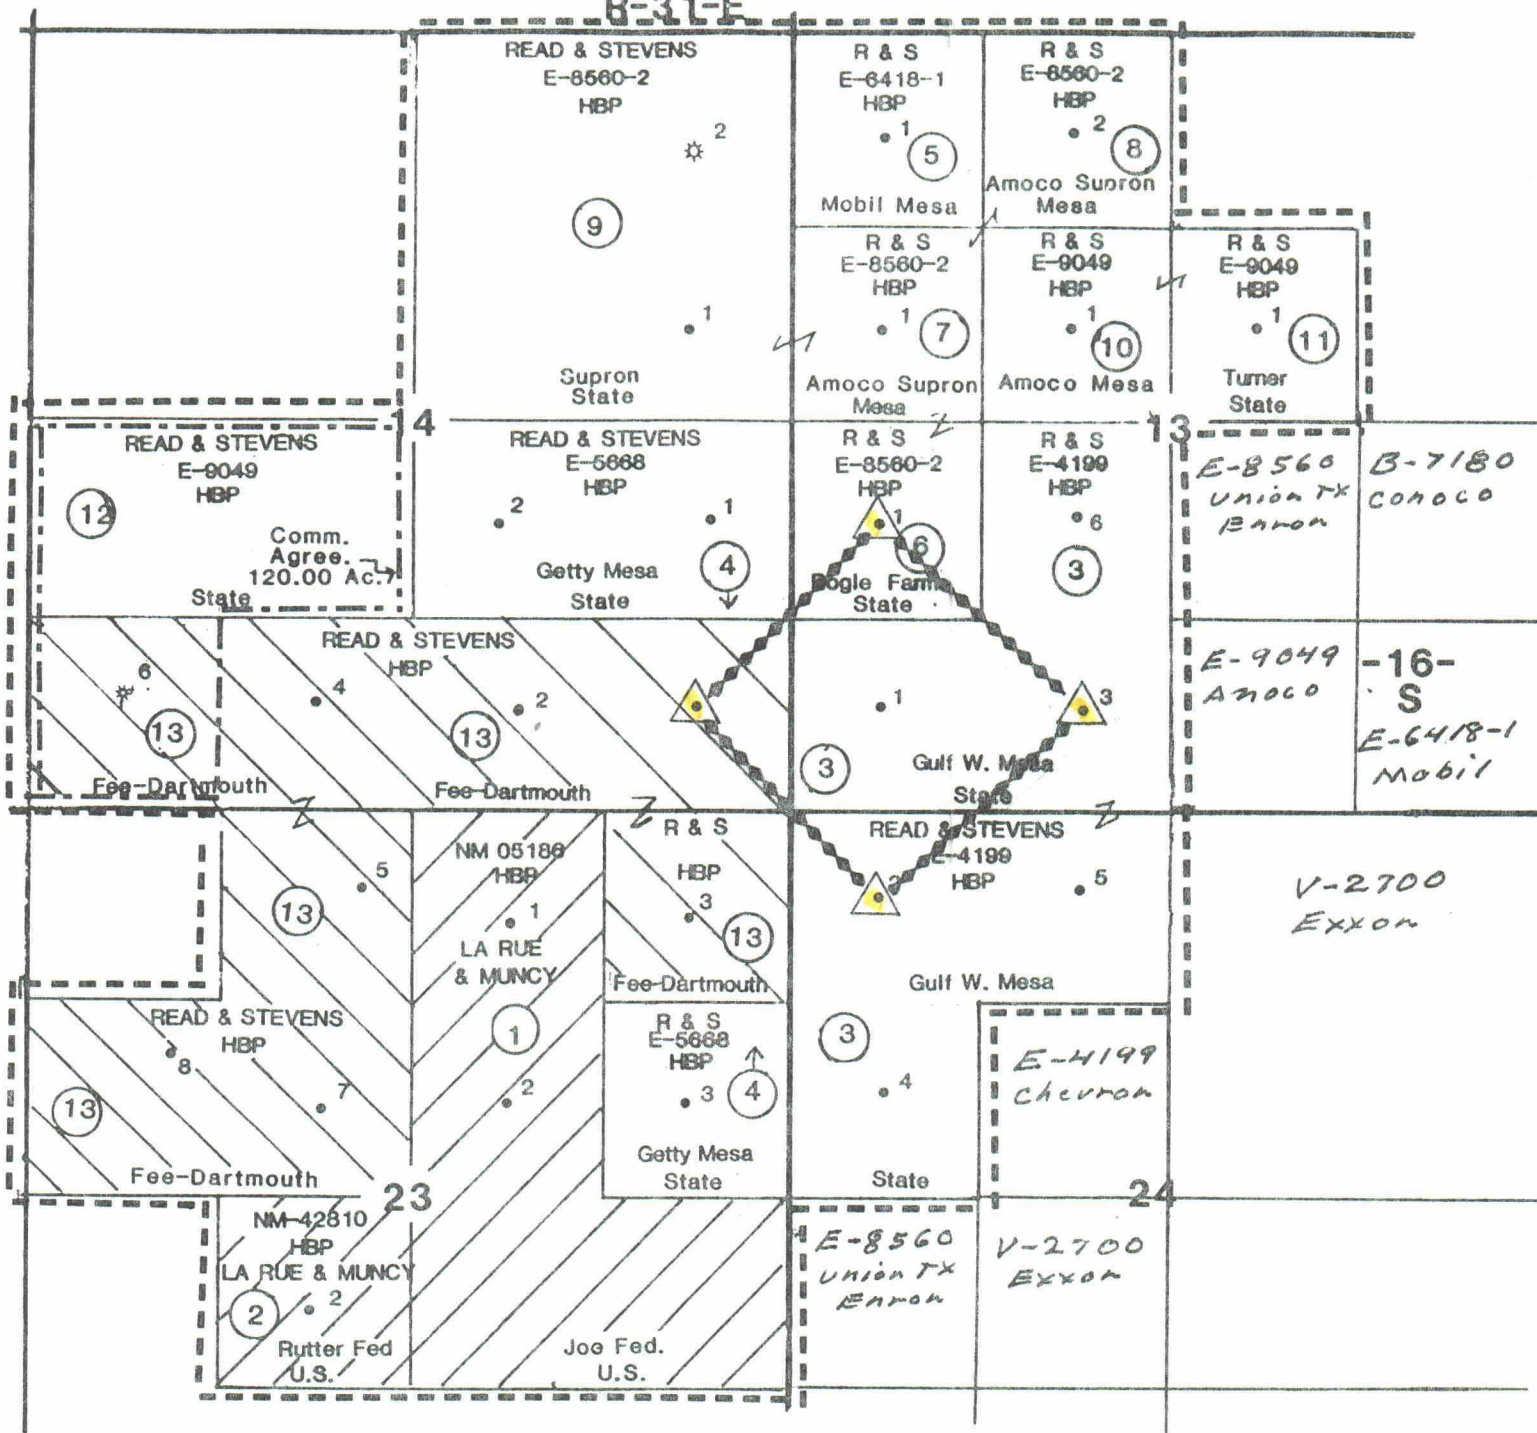 R-31-E
READ & STEVENS
E-8560-2
HBP
2
9
1
Supron
State
R & S
E-6418-1
HBP
1
5
Mobil Mesa
R & S
E-8560-2
HBP
2
8
Amoco Supron
Mesa
R & S
E-8560-2
HBP
1
7
Amoco Supron
Mesa
R & S
E-9049
HBP
1
10
Amoco Mesa
R & S
E-9049
HBP
1
11
Turner
State
14
13
READ & STEVENS
E-9049
HBP
12
Comm.
Agree.
120.00 Ac.
State
READ & STEVENS
E-5668
HBP
2
1
4
Getty Mesa
State
R & S
E-8560-2
HBP
1
6
Bogle Farms
State
R & S
E-4199
HBP
6
3
E-8560
Union TX
Enron
B-7180
Conoco
READ & STEVENS
HBP
6
4
2
13
13
Fee-Dartmouth
Fee-Dartmouth
1
3
3
Gulf W. Mesa
State
E-9049
Amoco
-16-
S
E-6418-1
Mobil
5
13
NM 05186
HBP
1
LA RUE
& MUNCY
1
2
R & S
HBP
3
13
Fee-Dartmouth
READ & STEVENS
E-4199
HBP
2
5
Gulf W. Mesa
3
4
State
V-2700
Exxon
READ & STEVENS
HBP
8
7
13
Fee-Dartmouth
R & S
E-5668
HBP
3
4
Getty Mesa
State
E-4199
Chevron
23
24
NM-42810
HBP
LA RUE & MUNCY
2
2
Rutter Fed
U.S.
Joe Fed.
U.S.
E-8560
Union TX
Enron
V-2700
Exxon